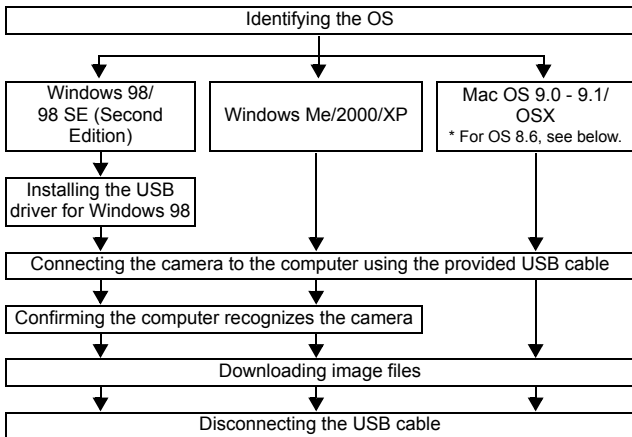 Identifying the OS
Windows 98/
98 SE (Second
Edition)
Windows Me/2000/XP
Mac OS 9.0 - 9.1/
OSX
* For OS 8.6, see below.
Installing the USB
driver for Windows 98
Connecting the camera to the computer using the provided USB cable
Confirming the computer recognizes the camera
Downloading image files
Disconnecting the USB cable